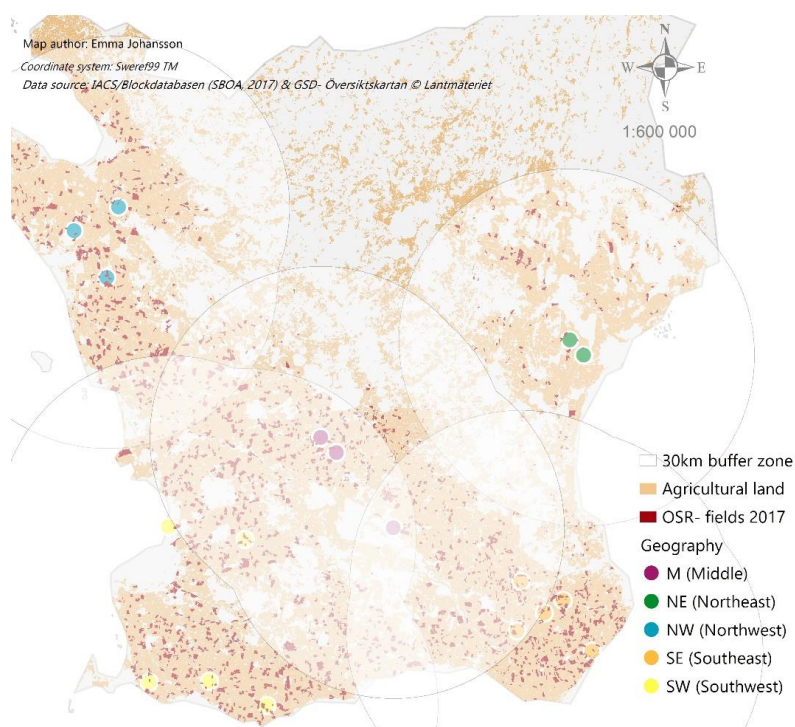 Map author: Emma Johansson
Coordinate system: Sweref99 TM
Data source: IACS/Blockdatabasen (SBOA, 2017) & GSD- Översiktskartan © Lantmäteriet
N
W E
S
1:600 000
30km buffer zone
Agricultural land
OSR- fields 2017
Geography
M (Middle)
NE (Northeast)
NW (Northwest)
SE (Southeast)
SW (Southwest)